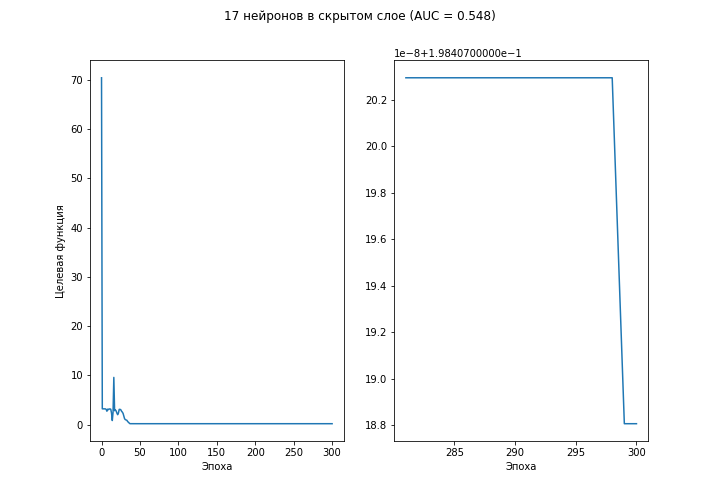 17 нейронов в скрытом слое (AUC = 0.548)
Целевая функция
70
60
50
40
30
20
10
0
0 50 100 150 200 250 300
Эпоха
1e−8+1.9840700000e−1
20.2
20.0
19.8
19.6
19.4
19.2
19.0
18.8
285 290 295 300
Эпоха